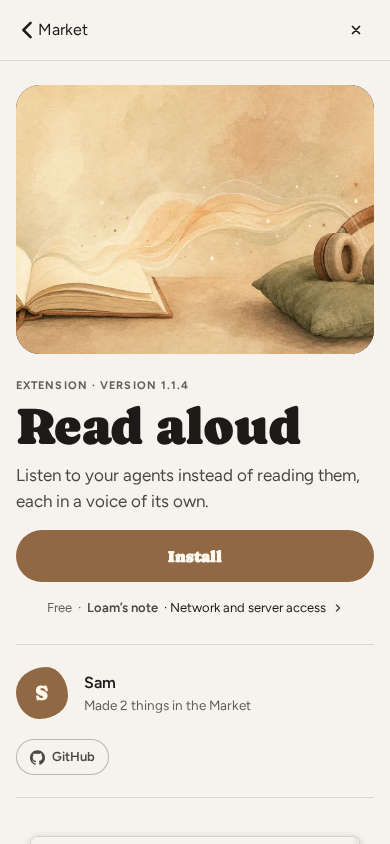 Market
EXTENSION · VERSION 1.1.4
Read aloud
Listen to your agents instead of reading them,
each in a voice of its own.
Install
Free · Loam’s note · Network and server access
S
Sam
Made 2 things in the Market
GitHub